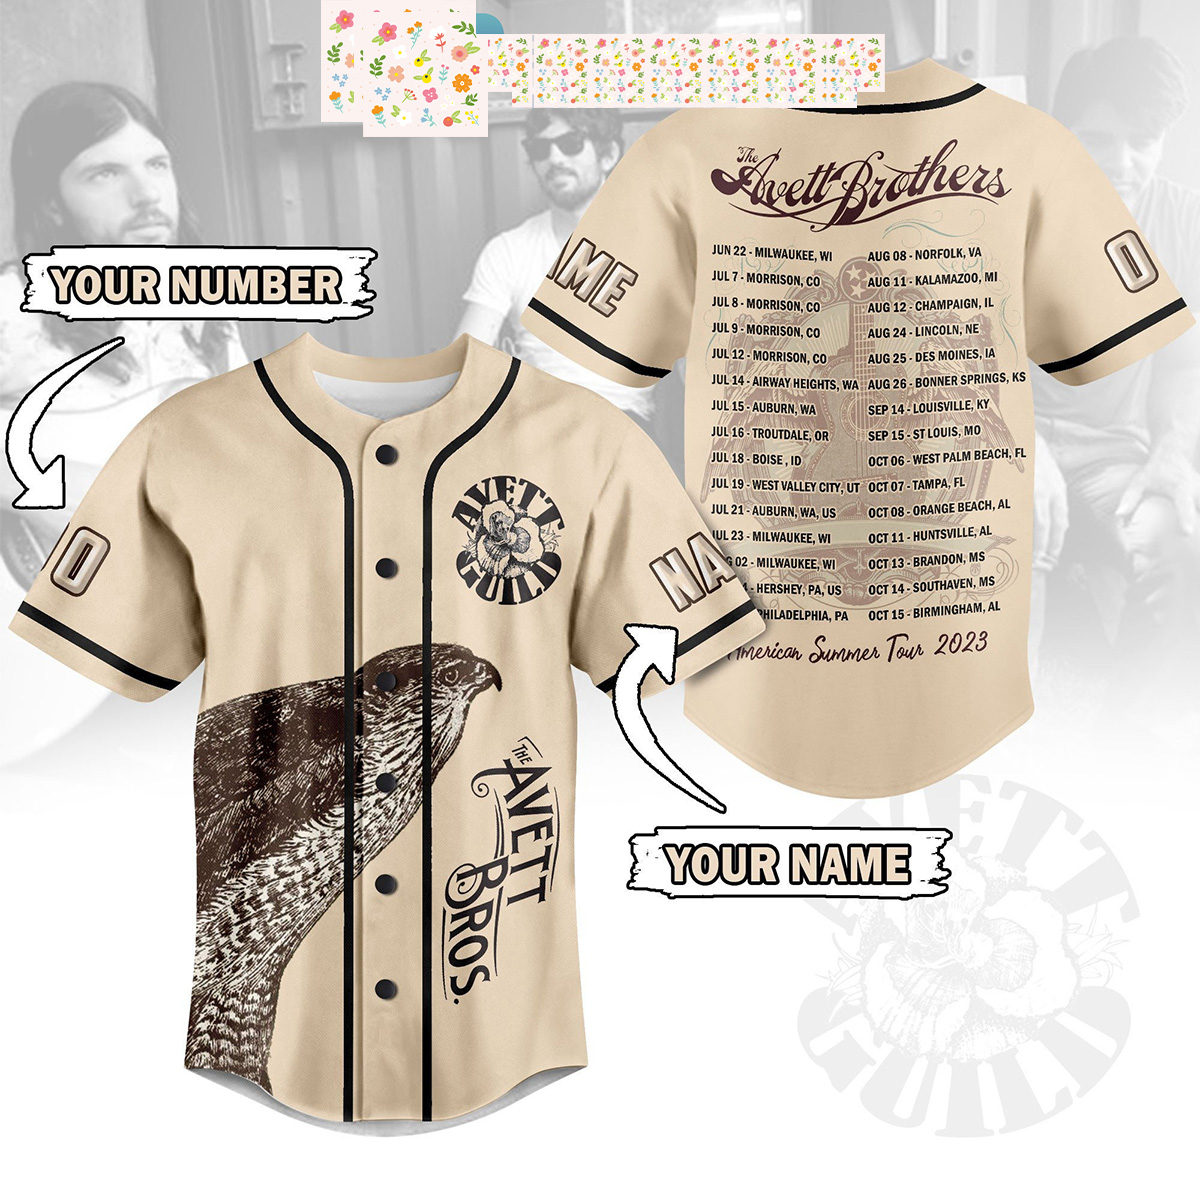 The Avett Brothers
JUN 22 - MILWAUKEE, WI
JUL 7 - MORRISON, CO
JUL 8 - MORRISON, CO
JUL 9 - MORRISON, CO
JUL 12 - MORRISON, CO
JUL 14 - AIRWAY HEIGHTS, WA
JUL 15 - AUBURN, WA
JUL 16 - TROUTDALE, OR
JUL 18 - BOISE , ID
JUL 19 - WEST VALLEY CITY, UT
JUL 21 - AUBURN, WA, US
JUL 23 - MILWAUKEE, WI
02 - MILWAUKEE, WI
- HERSHEY, PA, US
PHILADELPHIA, PA
AUG 08 - NORFOLK, VA
AUG 11 - KALAMAZOO, MI
AUG 12 - CHAMPAIGN, IL
AUG 24 - LINCOLN, NE
AUG 25 - DES MOINES, IA
AUG 26 - BONNER SPRINGS, KS
SEP 14 - LOUISVILLE, KY
SEP 15 - ST LOUIS, MO
OCT 06 - WEST PALM BEACH, FL
OCT 07 - TAMPA, FL
OCT 08 - ORANGE BEACH, AL
OCT 11 - HUNTSVILLE, AL
OCT 13 - BRANDON, MS
OCT 14 - SOUTHAVEN, MS
OCT 15 - BIRMINGHAM, AL
American Summer Tour 2023
AME
0
YOUR NUMBER
00
NA
AVETT
GUILD
THE
AVETT
BROS.
YOUR NAME
AVETT
GUILD